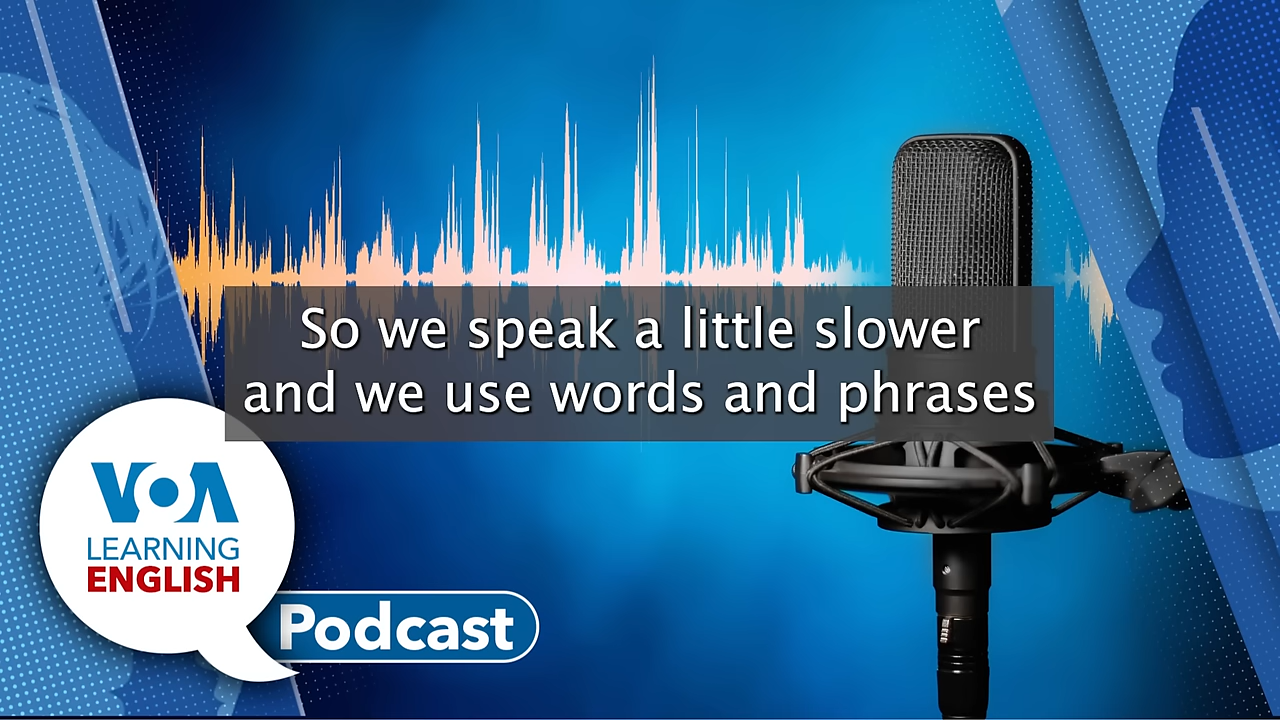 So we speak a little slower
and we use words and phrases
VOA
LEARNING
ENGLISH
Podcast